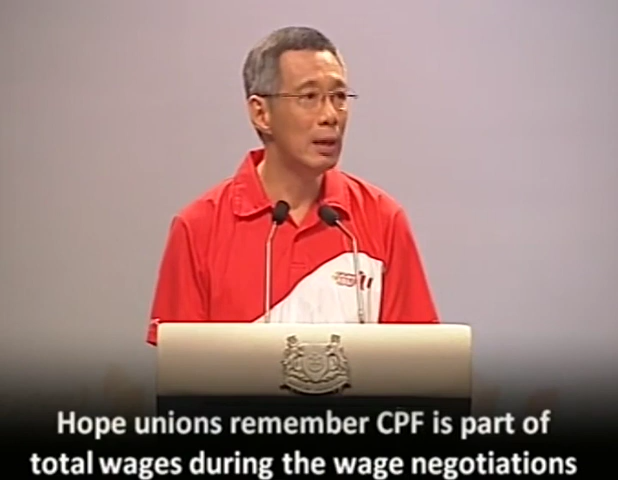 Hope unions remember CPF is part of
total wages during the wage negotiations